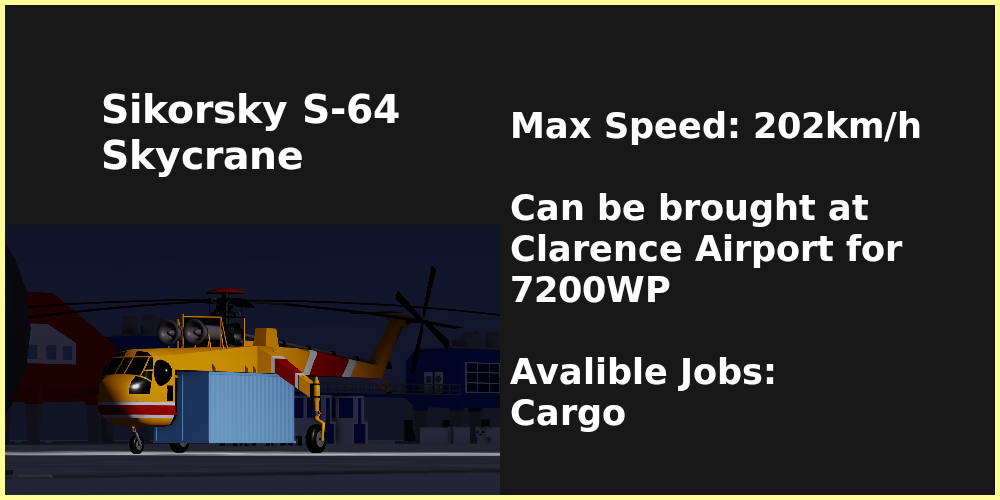 Sikorsky S-64
Skycrane
Max Speed: 202km/h
Can be brought at
Clarence Airport for
7200WP
Avalible Jobs:
Cargo